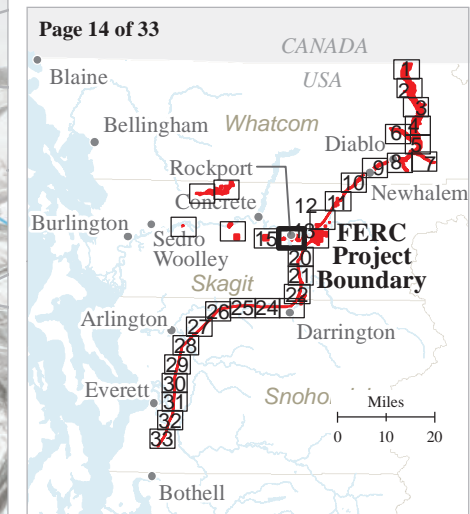 Page 14 of 33
CANADA
USA
Blaine
1
2
3
Bellingham
Whatcom
4
6
Diablo
5
Rockport
9
8
7
10
Newhalem
Concrete
12
11
Burlington
Sedro
Woolley
15
13
FERC
Project
Boundary
20
21
Skagit
22
26
25
24
Arlington
27
Darrington
28
29
Everett
30
31
Snoho
Miles
32
0
10
20
33
Bothell